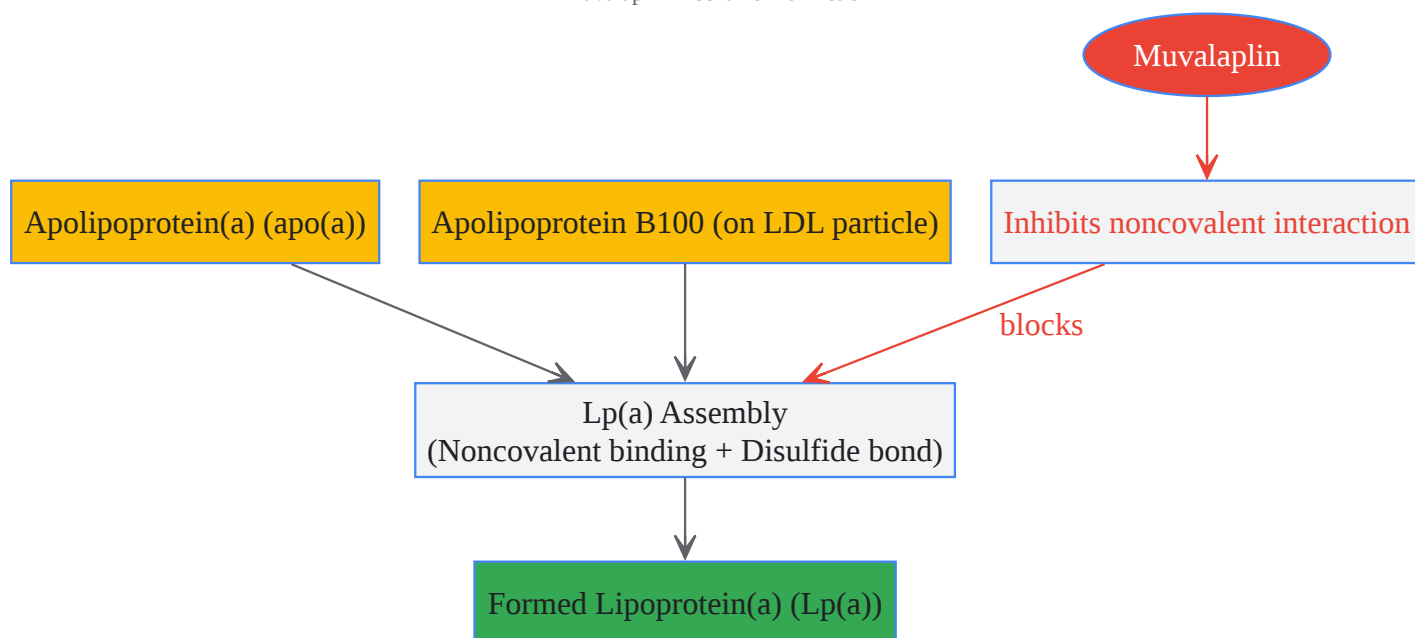 Muvalaplin
Apolipoprotein(a) (apo(a))
Apolipoprotein B100 (on LDL particle)
Inhibits noncovalent interaction
blocks
Lp(a) Assembly
(Noncovalent binding + Disulfide bond)
Formed Lipoprotein(a) (Lp(a))